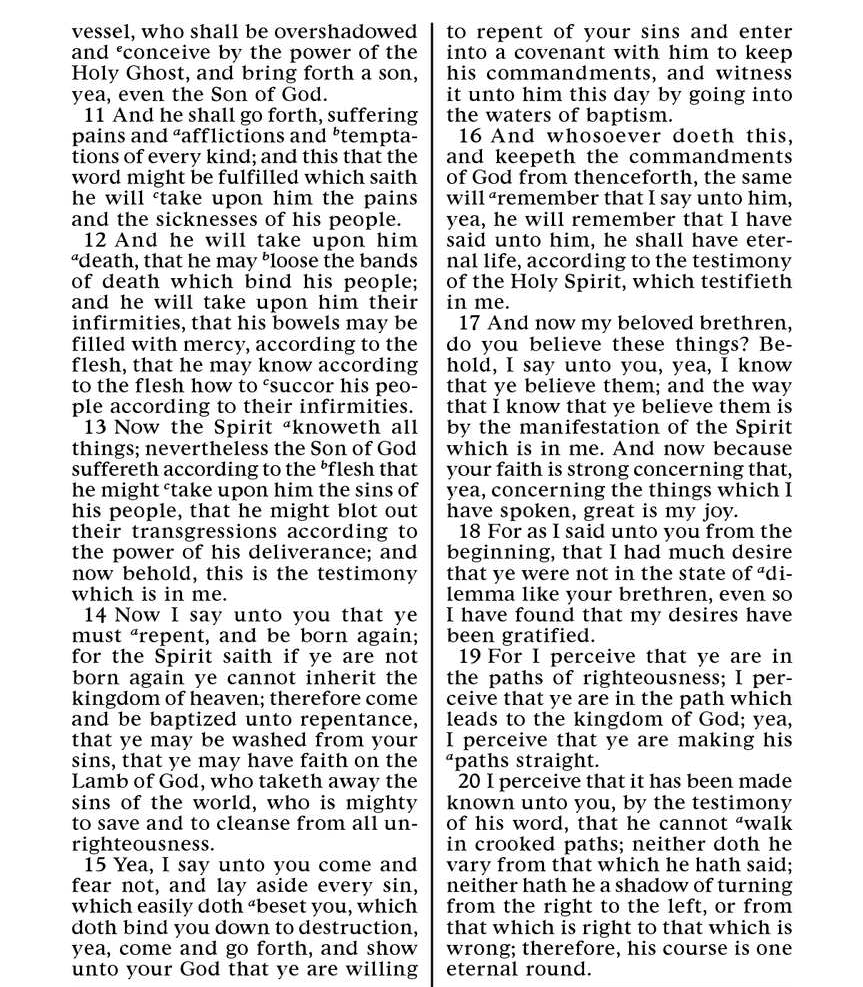 vessel, who shall be overshadowed
and ᵉconceive by the power of the
Holy Ghost, and bring forth a son,
yea, even the Son of God.
11 And he shall go forth, suffering
pains and ᵃafflictions and ᵇtempta-
tions of every kind; and this that the
word might be fulfilled which saith
he will ᶜtake upon him the pains
and the sicknesses of his people.
12 And he will take upon him
ᵃdeath, that he may ᵇloose the bands
of death which bind his people;
and he will take upon him their
infirmities, that his bowels may be
filled with mercy, according to the
flesh, that he may know according
to the flesh how to ᶜsuccor his peo-
ple according to their infirmities.
13 Now the Spirit ᵃknoweth all
things; nevertheless the Son of God
suffereth according to the ᵇflesh that
he might ᶜtake upon him the sins of
his people, that he might blot out
their transgressions according to
the power of his deliverance; and
now behold, this is the testimony
which is in me.
14 Now I say unto you that ye
must ᵃrepent, and be born again;
for the Spirit saith if ye are not
born again ye cannot inherit the
kingdom of heaven; therefore come
and be baptized unto repentance,
that ye may be washed from your
sins, that ye may have faith on the
Lamb of God, who taketh away the
sins of the world, who is mighty
to save and to cleanse from all un-
righteousness.
15 Yea, I say unto you come and
fear not, and lay aside every sin,
which easily doth ᵃbeset you, which
doth bind you down to destruction,
yea, come and go forth, and show
unto your God that ye are willing
to repent of your sins and enter
into a covenant with him to keep
his commandments, and witness
it unto him this day by going into
the waters of baptism.
16 And whosoever doeth this,
and keepeth the commandments
of God from thenceforth, the same
will ᵃremember that I say unto him,
yea, he will remember that I have
said unto him, he shall have eter-
nal life, according to the testimony
of the Holy Spirit, which testifieth
in me.
17 And now my beloved brethren,
do you believe these things? Be-
hold, I say unto you, yea, I know
that ye believe them; and the way
that I know that ye believe them is
by the manifestation of the Spirit
which is in me. And now because
your faith is strong concerning that,
yea, concerning the things which I
have spoken, great is my joy.
18 For as I said unto you from the
beginning, that I had much desire
that ye were not in the state of ᵃdi-
lemma like your brethren, even so
I have found that my desires have
been gratified.
19 For I perceive that ye are in
the paths of righteousness; I per-
ceive that ye are in the path which
leads to the kingdom of God; yea,
I perceive that ye are making his
ᵃpaths straight.
20 I perceive that it has been made
known unto you, by the testimony
of his word, that he cannot ᵃwalk
in crooked paths; neither doth he
vary from that which he hath said;
neither hath he a shadow of turning
from the right to the left, or from
that which is right to that which is
wrong; therefore, his course is one
eternal round.